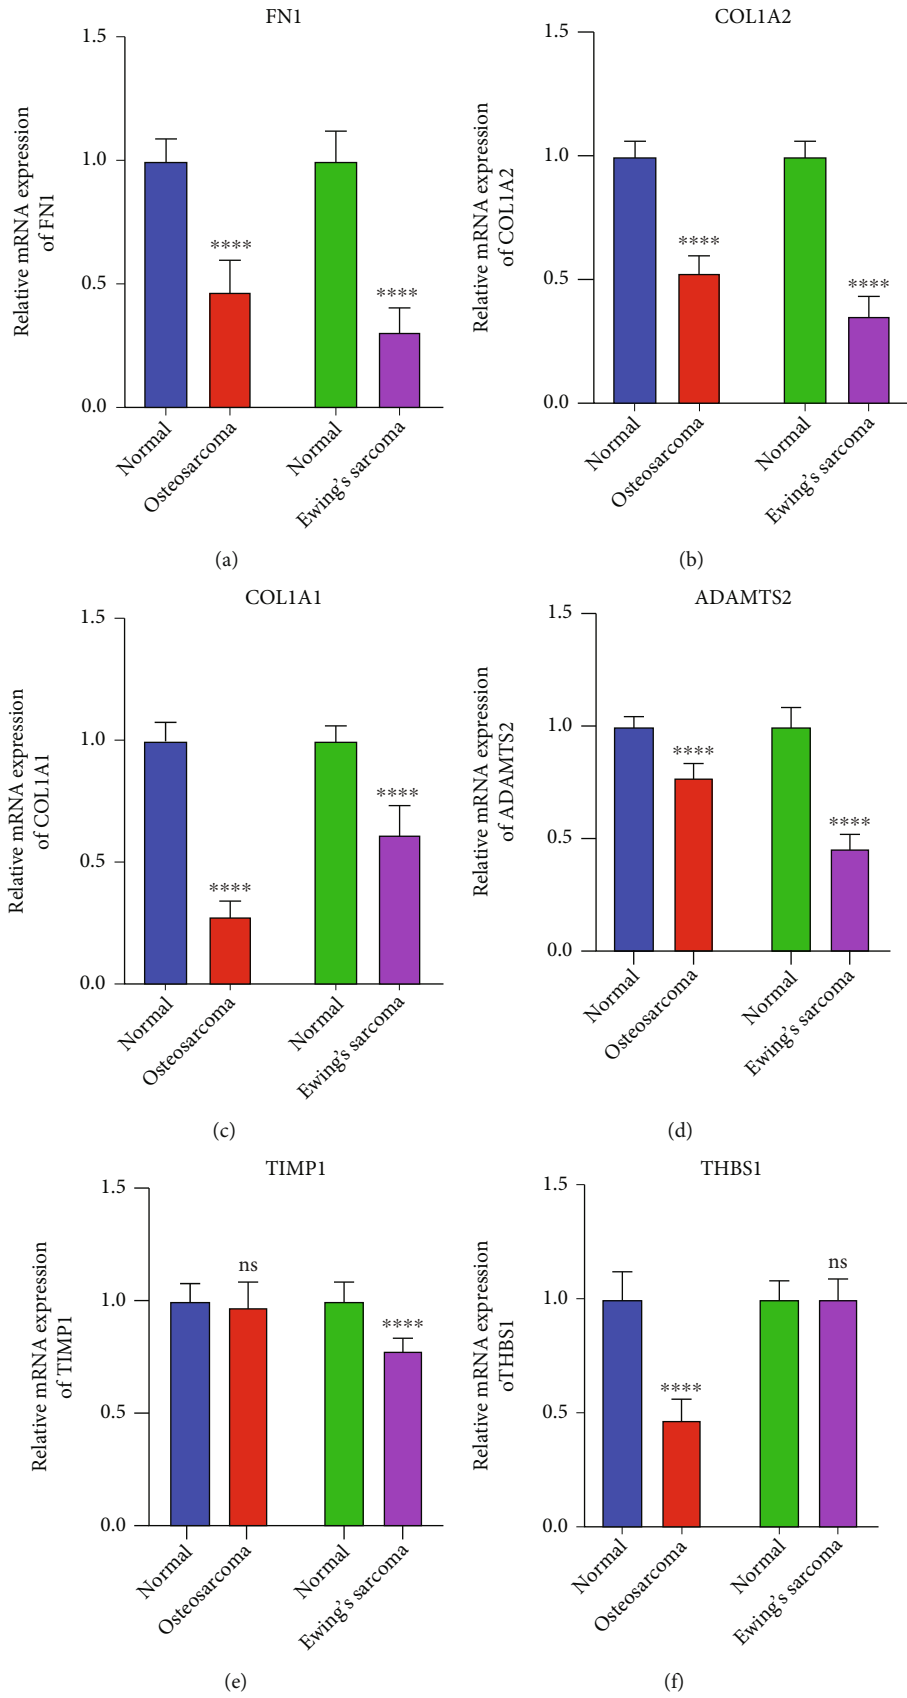 FN1
1.5
1.0
0.5
0.0
Relative mRNA expression
of FN1
****
****
Normal
Osteosarcoma
Normal
Ewing's sarcoma
(a)
COL1A2
1.5
1.0
0.5
0.0
Relative mRNA expression
of COL1A2
****
****
Normal
Osteosarcoma
Normal
Ewing's sarcoma
(b)
COL1A1
1.5
1.0
0.5
0.0
Relative mRNA expression
of COL1A1
****
****
Normal
Osteosarcoma
Normal
Ewing's sarcoma
(c)
ADAMTS2
1.5
1.0
0.5
0.0
Relative mRNA expression
of ADAMTS2
****
****
Normal
Osteosarcoma
Normal
Ewing's sarcoma
(d)
TIMP1
1.5
1.0
0.5
0.0
Relative mRNA expression
of TIMP1
ns
****
Normal
Osteosarcoma
Normal
Ewing's sarcoma
(e)
THBS1
1.5
1.0
0.5
0.0
Relative mRNA expression
oTHBS1
****
ns
Normal
Osteosarcoma
Normal
Ewing's sarcoma
(f)